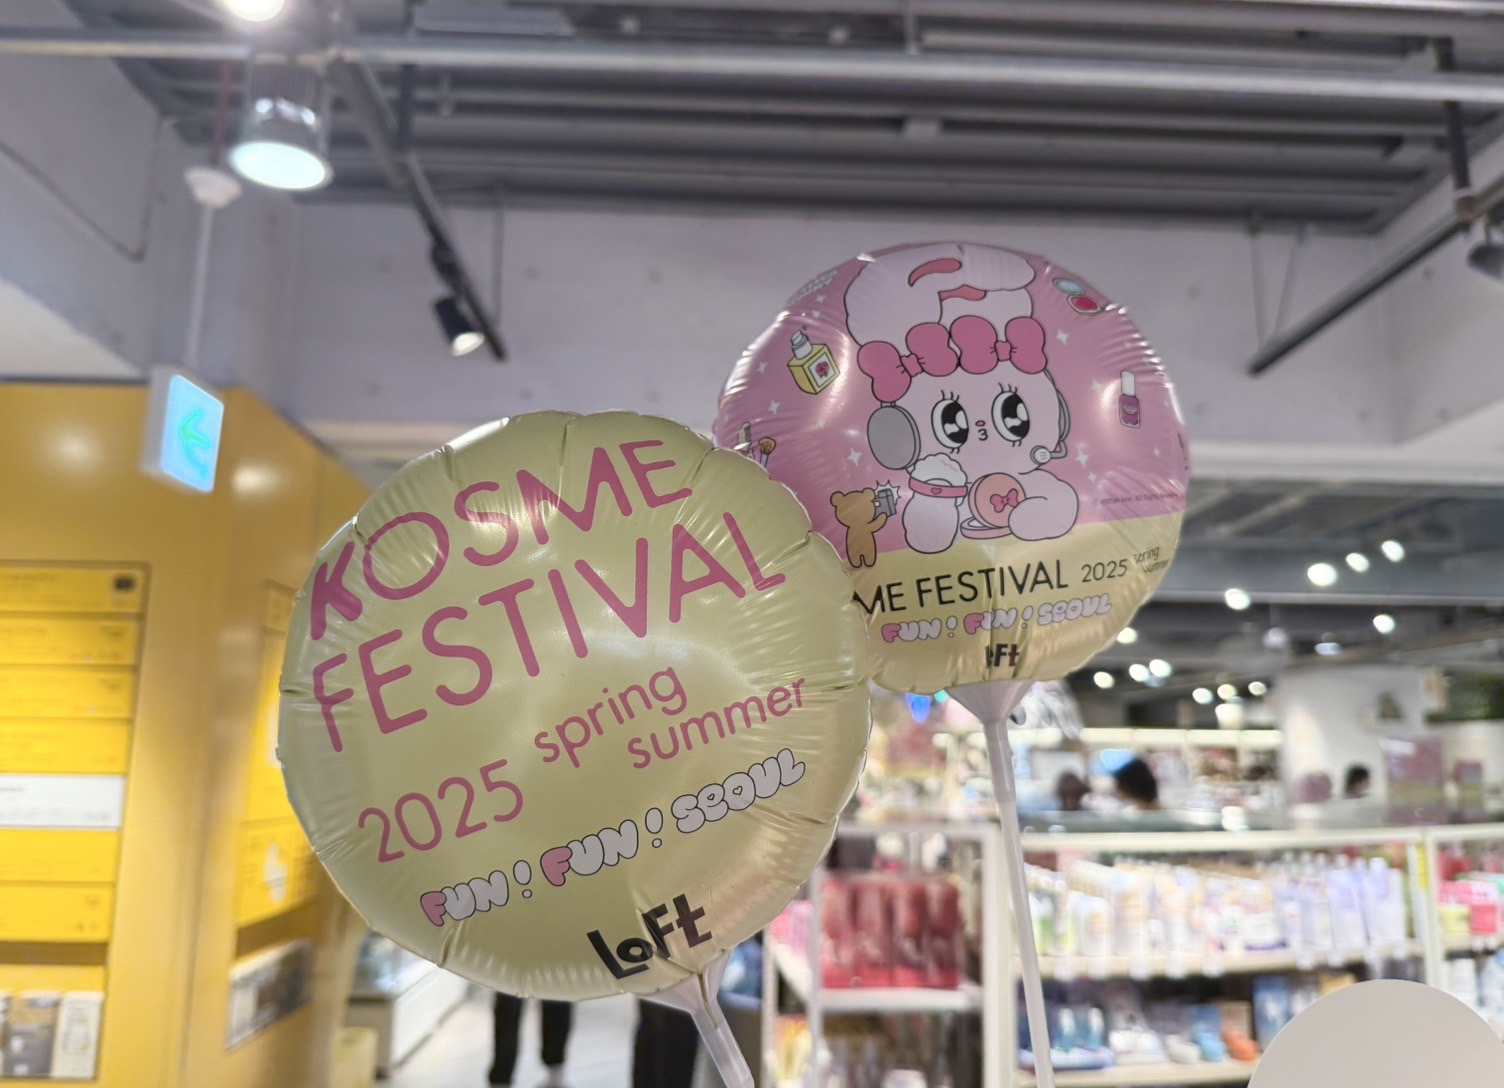 KOSME
FESTIVAL
2025 spring
summer
FUN! FUN! SEOUL
LOFT
ME FESTIVAL 2025 spring
summer
FUN! FUN! SEOUL
LOFT